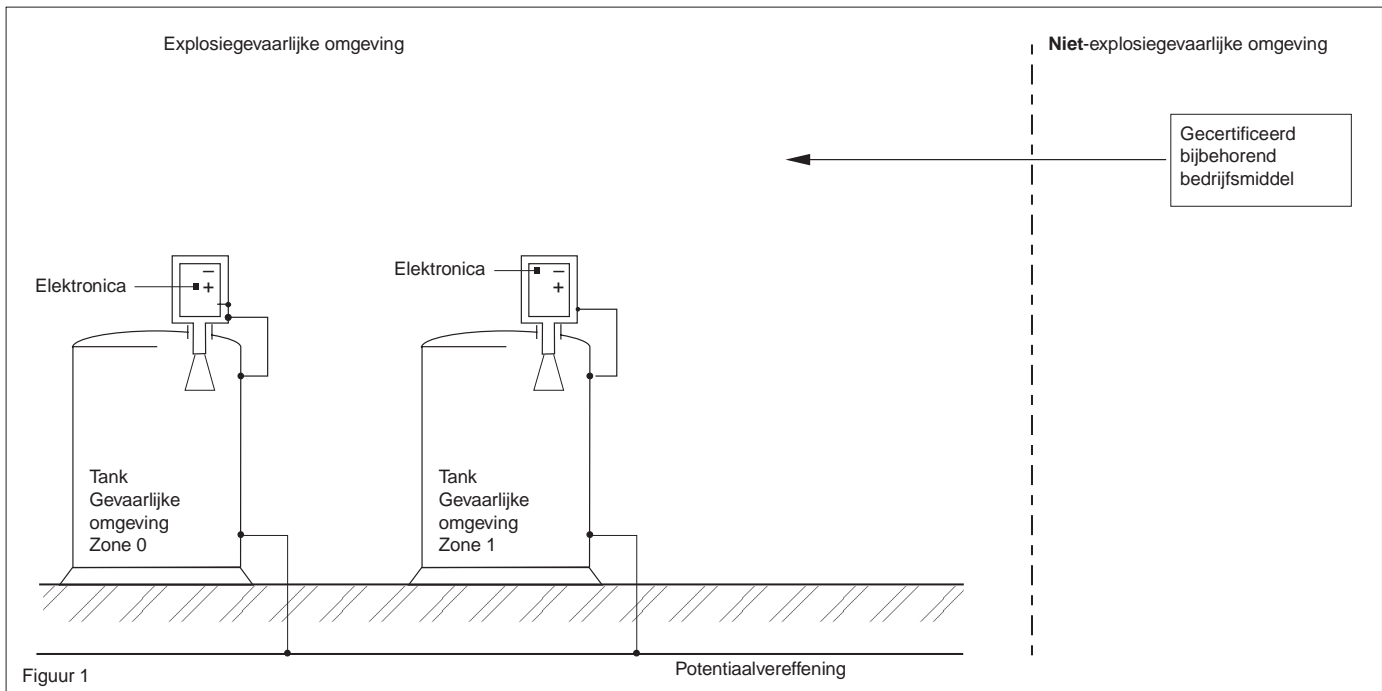 Explosiegevaarlijke omgeving
Niet-explosiegevaarlijke omgeving
Gecertificeerd
bijbehorend
bedrijfsmiddel
Elektronica
–
+
Elektronica
–
+
Tank
Gevaarlijke
omgeving
Zone 0
Tank
Gevaarlijke
omgeving
Zone 1
Potentiaalvereffening
Figuur 1